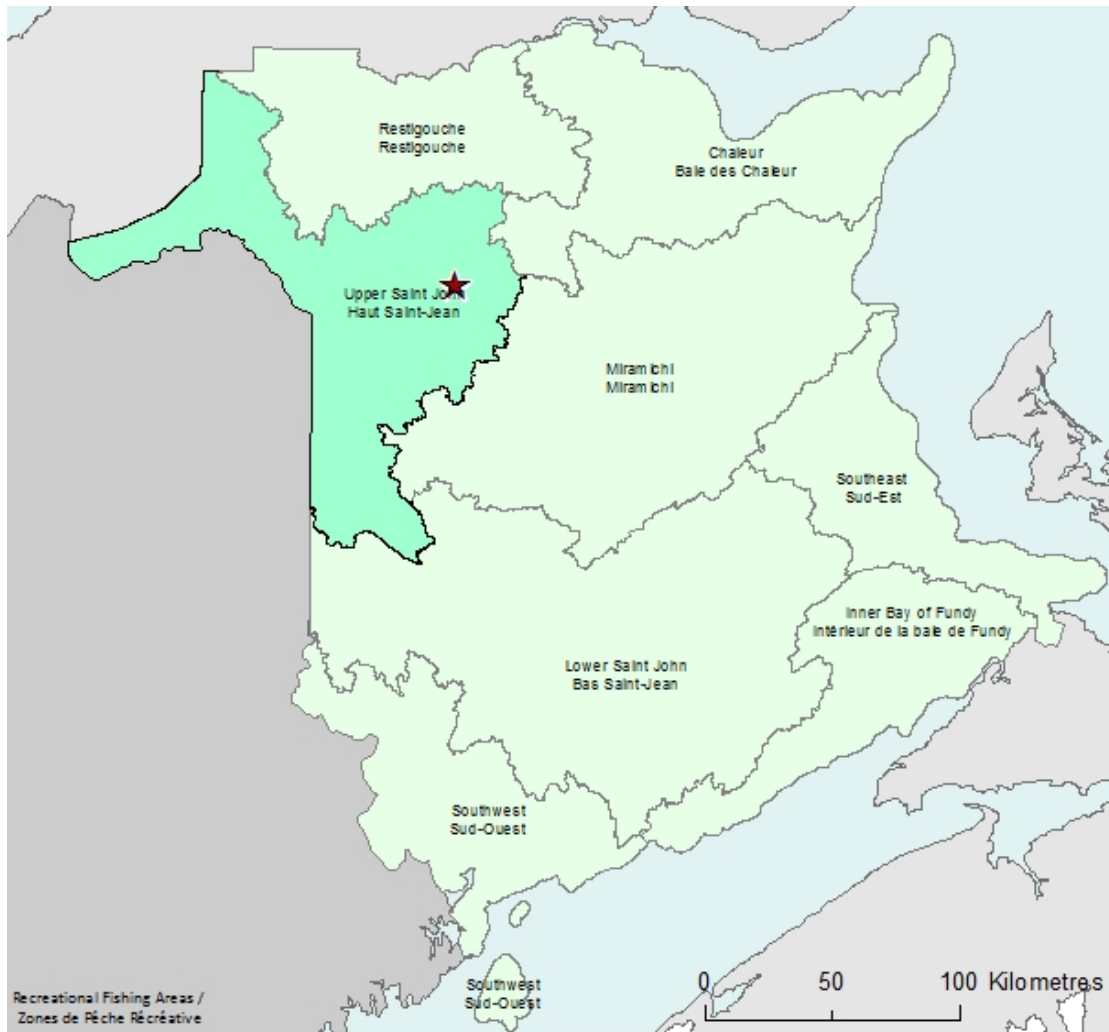 Restigouche
Restigouche
Chaleur
Baie des Chaleur
Upper Saint John
Haut Saint-Jean
Miramichi
Miramichi
Southeast
Sud-Est
Inner Bay of Fundy
Intérieur de la baie de Fundy
Lower Saint John
Bas Saint-Jean
Southwest
Sud-Ouest
Southwest
Sud-Ouest
0 50 100 Kilometres
Recreational Fishing Areas /
Zones de Pêche Récréative